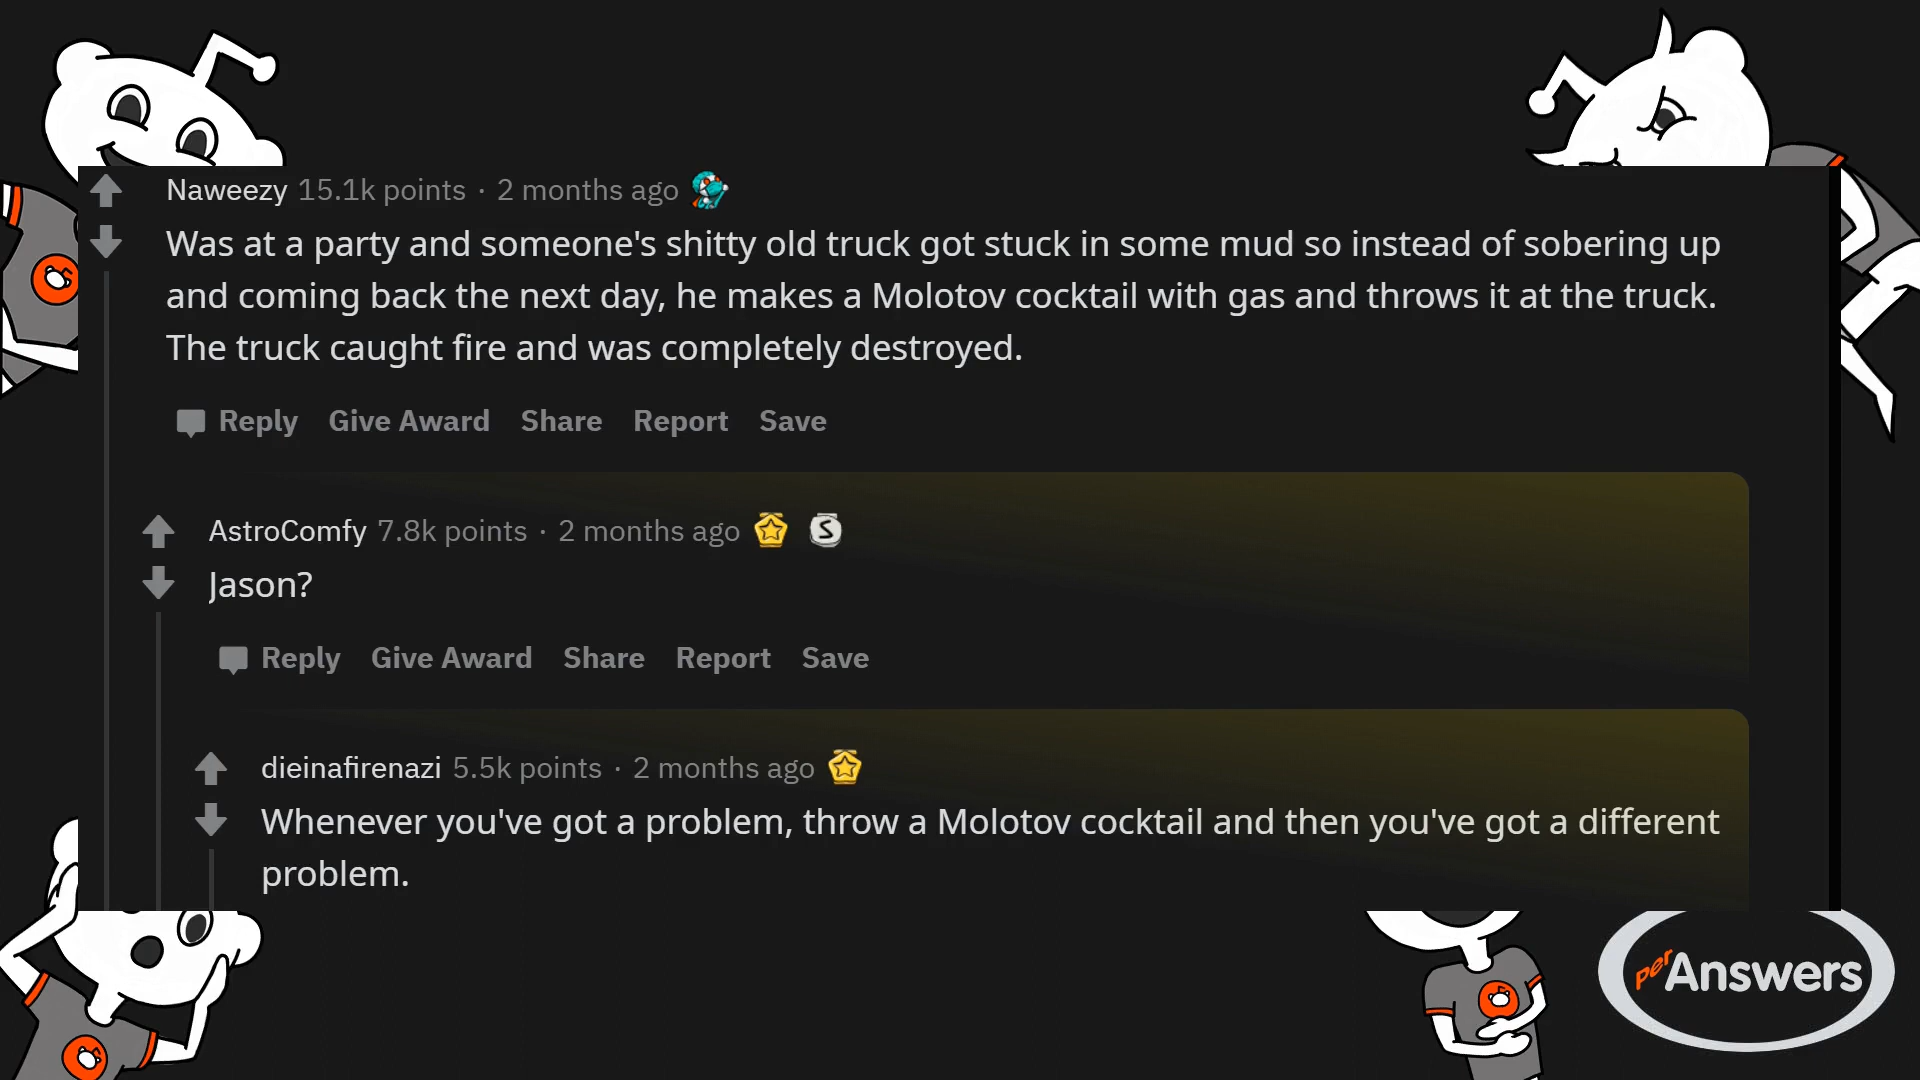 Naweezy 15.1k points · 2 months ago
Was at a party and someone's shitty old truck got stuck in some mud so instead of sobering up
and coming back the next day, he makes a Molotov cocktail with gas and throws it at the truck.
The truck caught fire and was completely destroyed.
Reply Give Award Share Report Save
AstroComfy 7.8k points · 2 months ago S
Jason?
Reply Give Award Share Report Save
dieinafirenazi 5.5k points · 2 months ago
Whenever you've got a problem, throw a Molotov cocktail and then you've got a different
problem.
perAnswers